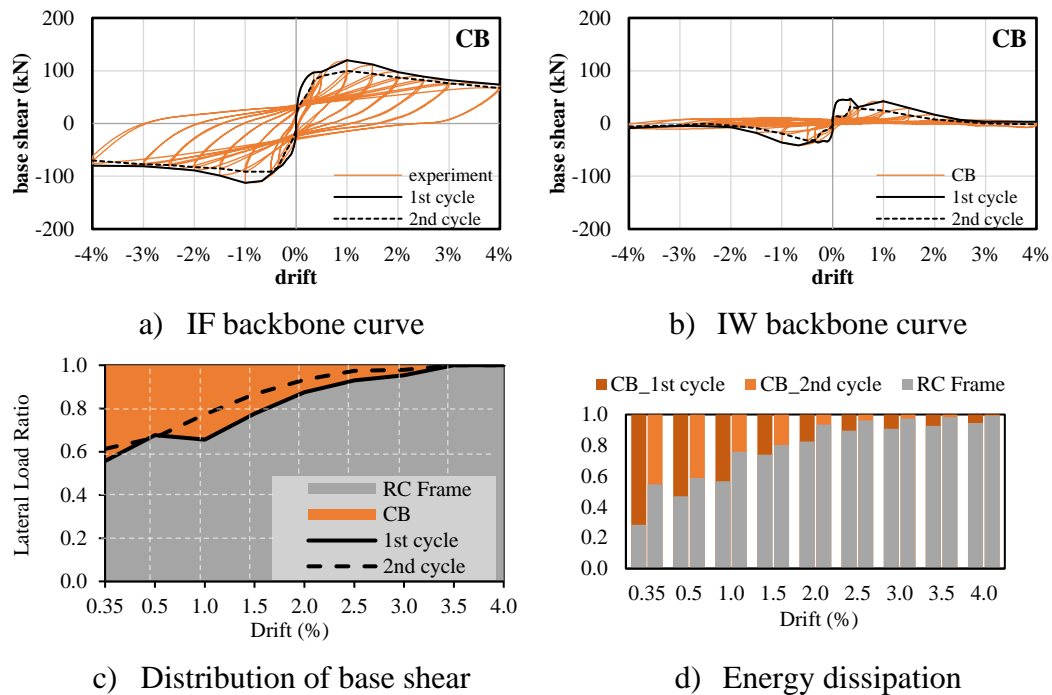 200
100
0
-100
-200
base shear (kN)
CB
experiment
1st cycle
2nd cycle
-4% -3% -2% -1% 0% 1% 2% 3% 4%
drift
a) IF backbone curve
200
100
0
-100
-200
base shear (kN)
CB
CB
1st cycle
2nd cycle
-4% -3% -2% -1% 0% 1% 2% 3% 4%
drift
b) IW backbone curve
1.0
0.8
0.6
0.4
0.2
0.0
Lateral Load Ratio
RC Frame
CB
1st cycle
2nd cycle
0.35 0.5 1.0 1.5 2.0 2.5 3.0 3.5 4.0
Drift (%)
c) Distribution of base shear
CB_1st cycle CB_2nd cycle RC Frame
1.0
0.8
0.6
0.4
0.2
0.0
0.35 0.5 1.0 1.5 2.0 2.5 3.0 3.5 4.0
Drift (%)
d) Energy dissipation